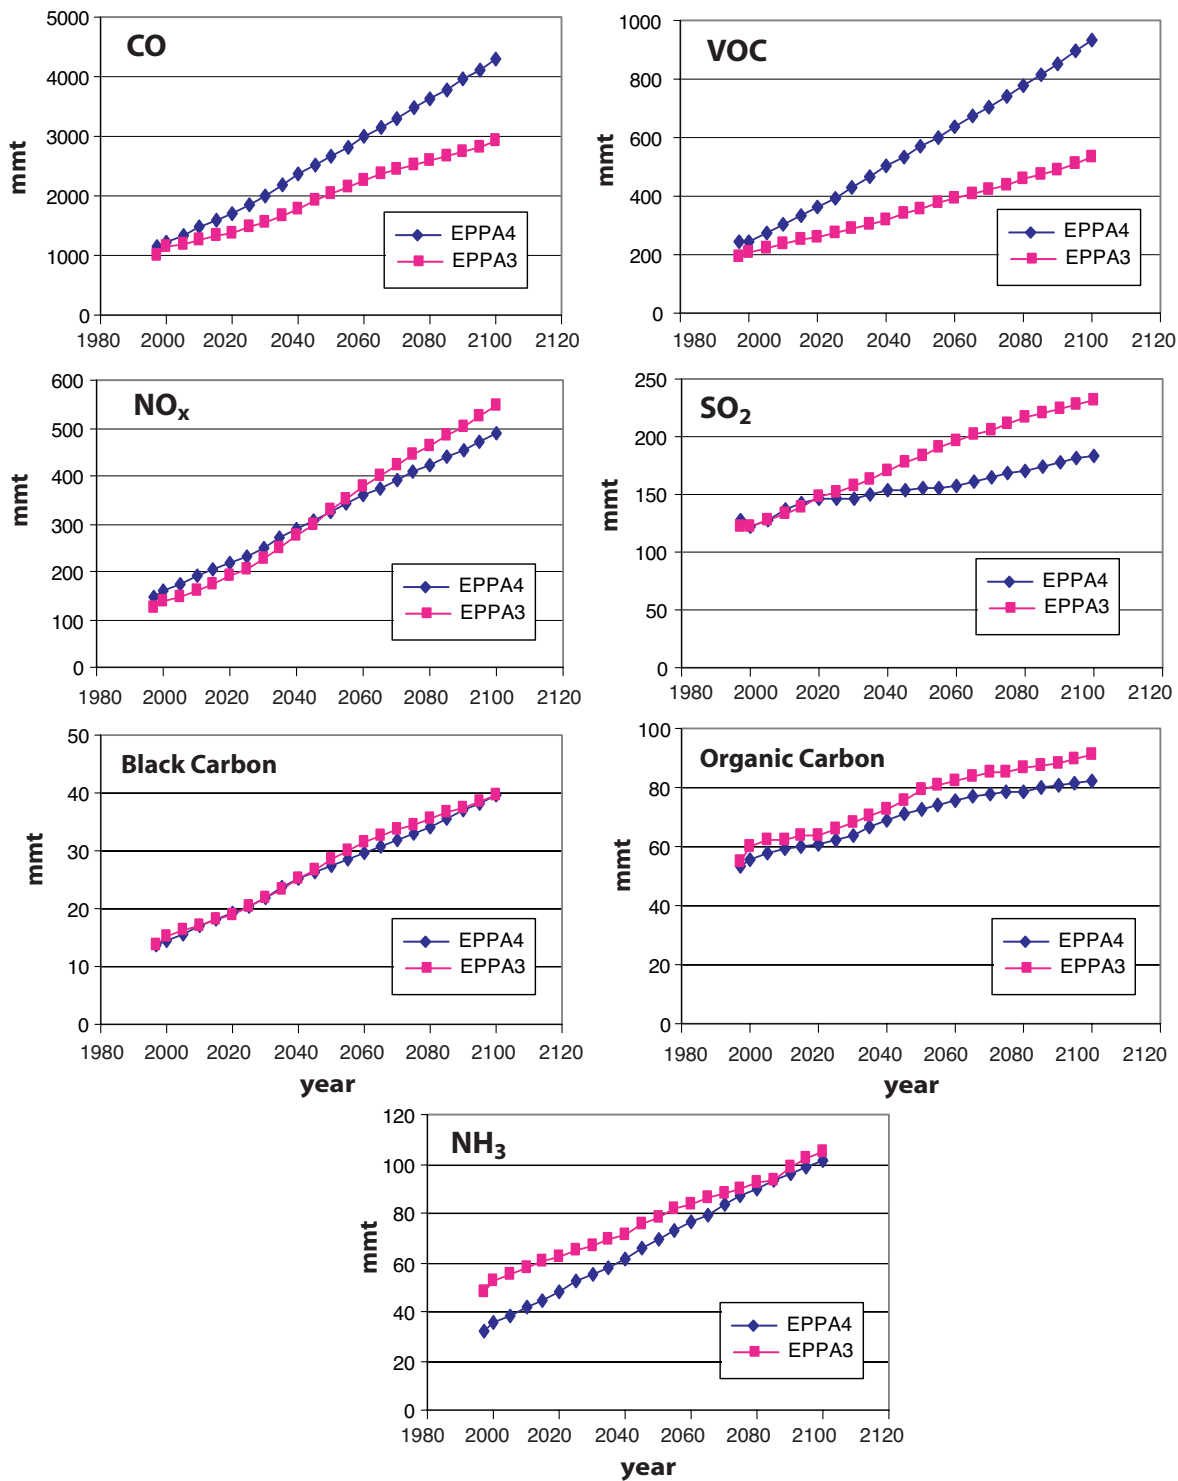 CO
5000
4000
3000
2000
1000
0
mmt
EPPA4
EPPA3
1980 2000 2020 2040 2060 2080 2100 2120
VOC
1000
800
600
400
200
0
mmt
EPPA4
EPPA3
1980 2000 2020 2040 2060 2080 2100 2120
NOx
600
500
400
300
200
100
0
mmt
EPPA4
EPPA3
1980 2000 2020 2040 2060 2080 2100 2120
SO2
250
200
150
100
50
0
mmt
EPPA4
EPPA3
1980 2000 2020 2040 2060 2080 2100 2120
Black Carbon
50
40
30
20
10
0
mmt
EPPA4
EPPA3
1980 2000 2020 2040 2060 2080 2100 2120
year
Organic Carbon
100
80
60
40
20
0
mmt
EPPA4
EPPA3
1980 2000 2020 2040 2060 2080 2100 2120
year
NH3
120
100
80
60
40
20
0
mmt
EPPA4
EPPA3
1980 2000 2020 2040 2060 2080 2100 2120
year